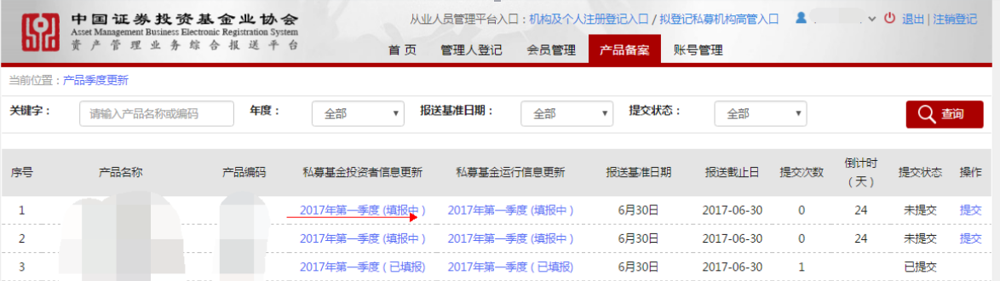 中国证券投资基金业协会
Asset Management Business Electronic Registration System
资产管理业务综合报送平台
从业人员管理平台入口：机构及个人注册登记入口 / 拟登记私募机构高管入口 退出 | 注销登记
首页 管理人登记 会员管理 产品备案 账号管理
当前位置：产品季度更新
关键字： 请输入产品名称或编码 年度： 全部 报送基准日期： 全部 提交状态： 全部 查询
序号 产品名称 产品编码 私募基金投资者信息更新 私募基金运行信息更新 报送基准日期 报送截止日 提交次数 倒计时（天） 提交状态 操作
1 2017年第一季度 (填报中 ) 2017年第一季度 (填报中 ) 6月30日 2017-06-30 0 24 未提交 提交
2 2017年第一季度 (填报中 ) 2017年第一季度 (填报中 ) 6月30日 2017-06-30 0 24 未提交 提交
3 2017年第一季度 ( 已填报) 2017年第一季度 ( 已填报) 6月30日 2017-06-30 1 已提交